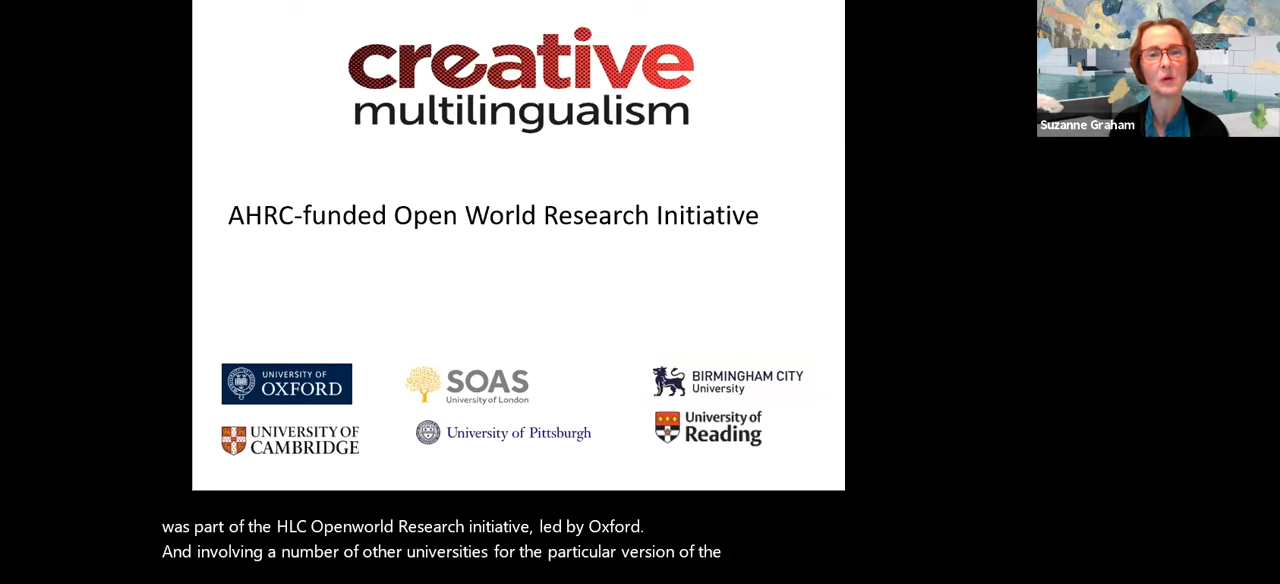 creative
multilingualism
Suzanne Graham
AHRC-funded Open World Research Initiative
UNIVERSITY OF
OXFORD
SOAS
University of London
BIRMINGHAM CITY
University
UNIVERSITY OF
CAMBRIDGE
University of Pittsburgh
University of
Reading
was part of the HLC Openworld Research initiative, led by Oxford.
And involving a number of other universities for the particular version of the